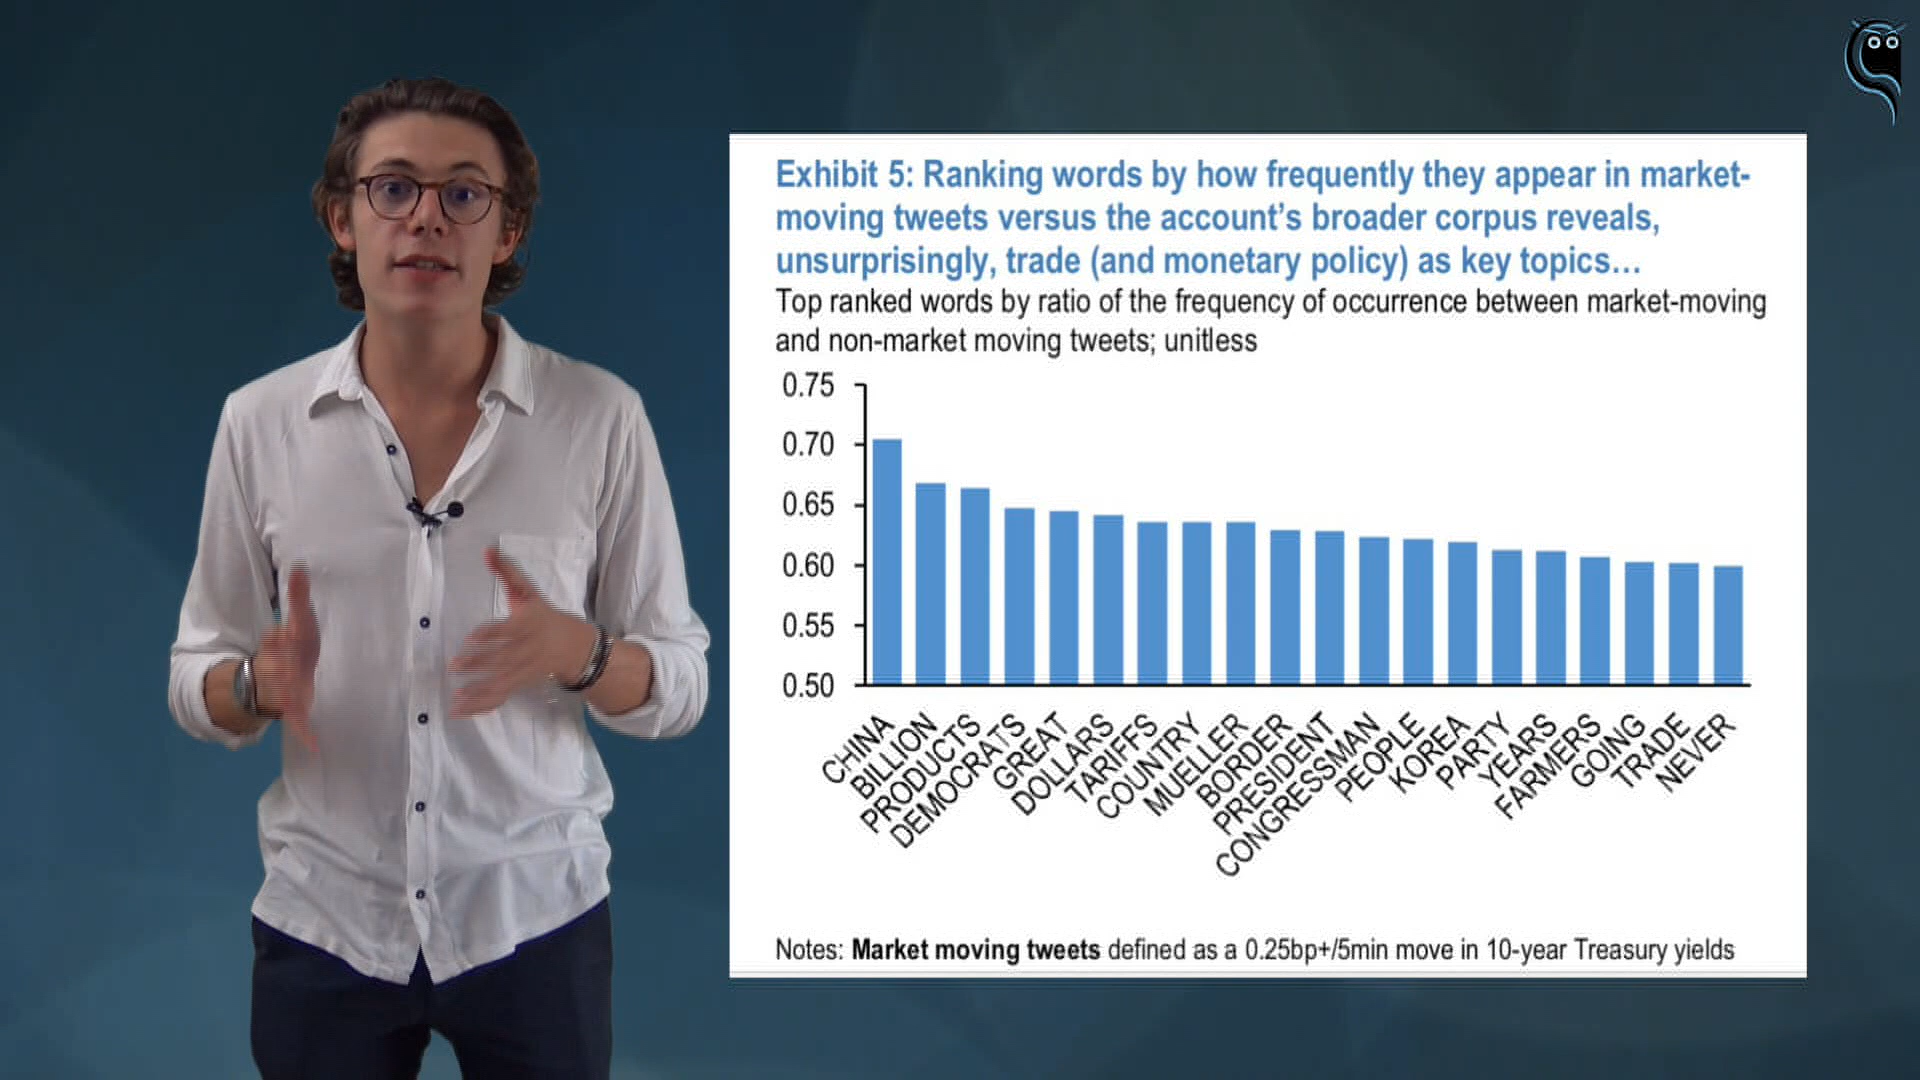 Exhibit 5: Ranking words by how frequently they appear in market-
moving tweets versus the account's broader corpus reveals,
unsurprisingly, trade (and monetary policy) as key topics...
Top ranked words by ratio of the frequency of occurrence between market-moving
and non-market moving tweets; unitless
0.75
0.70
0.65
0.60
0.55
0.50
CHINA
BILLION
PRODUCTS
DEMOCRATS
GREAT
DOLLARS
TARIFFS
COUNTRY
MUELLER
BORDER
PRESIDENT
CONGRESSMAN
PEOPLE
KOREA
PARTY
YEARS
FARMERS
GOING
TRADE
NEVER
Notes: Market moving tweets defined as a 0.25bp+/5min move in 10-year Treasury yields